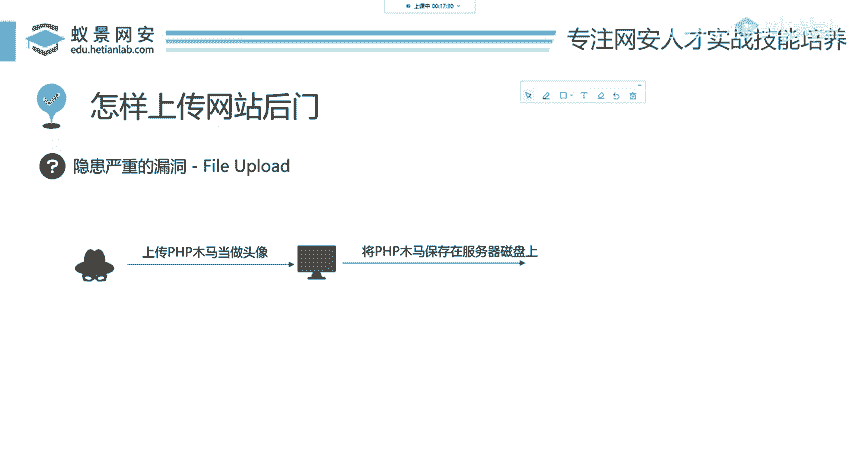 上课中 00:17:30
蚁景网安
edu.hetianlab.com
专注网安人才实战技能培养
怎样上传网站后门
隐患严重的漏洞 - File Upload
上传PHP木马当做头像
将PHP木马保存在服务器磁盘上